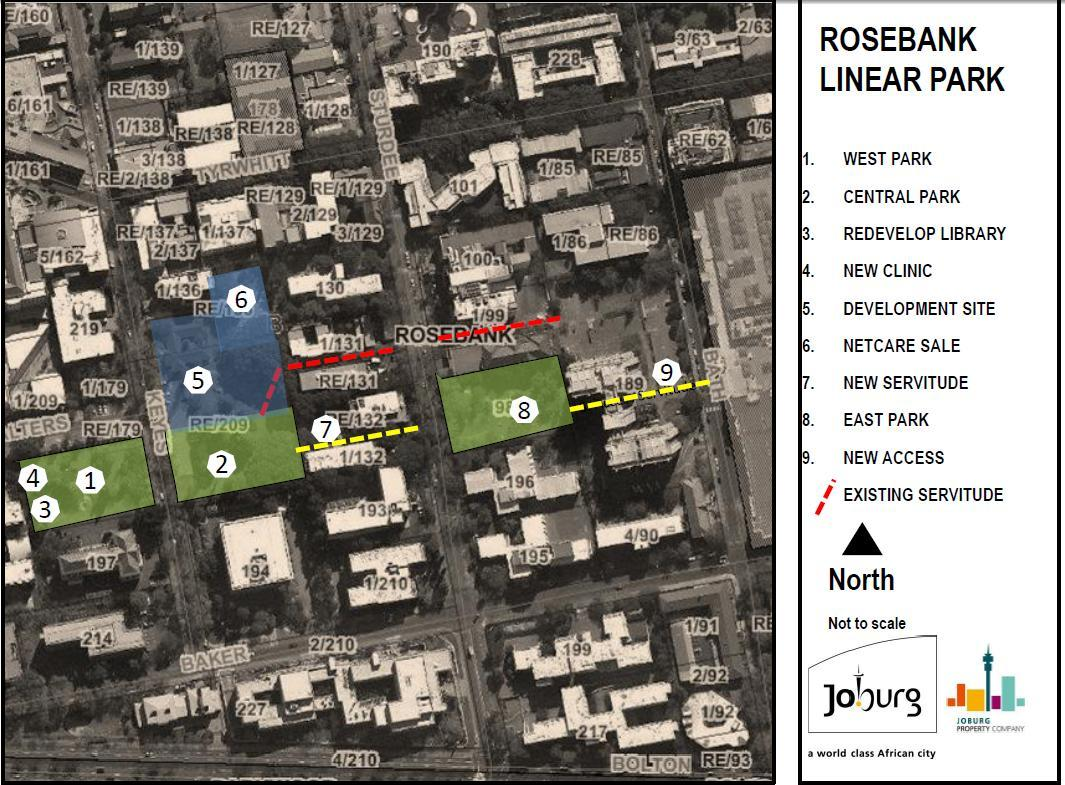 E/160
RE/127
190
228
3/63
2/63
1/139
1/127
RE/139
6/161
178
1/128
1/138
RE/138
RE/128
STURDEE
RE/62
1/6
3/138
TYRWHITT
1/161
RE/2/138
RE/1/129
101
1/85
RE/85
RE/129
2/129
RE/137
1/137
3/129
2/137
5/162
1/86
RE/86
100
6
1/136
130
219
1/99
ROSEBANK
1/131
5
RE/131
1/179
9
189
BATH
1/209
KEYES
8
RE/209
7
E/132
LTERS
RE/179
1/132
2
4
1
3
196
193
195
4/90
197
194
1/210
214
2/210
1/91
RE
BAKER
199
2/92
227
1/92
217
4/210
BOLTON
RE/93
ROSEBANK
LINEAR PARK
1. WEST PARK
2. CENTRAL PARK
3. REDEVELOP LIBRARY
4. NEW CLINIC
5. DEVELOPMENT SITE
6. NETCARE SALE
7. NEW SERVITUDE
8. EAST PARK
9. NEW ACCESS
EXISTING SERVITUDE
North
Not to scale
Joburg
JOBURG
PROPERTY COMPANY
a world class African city